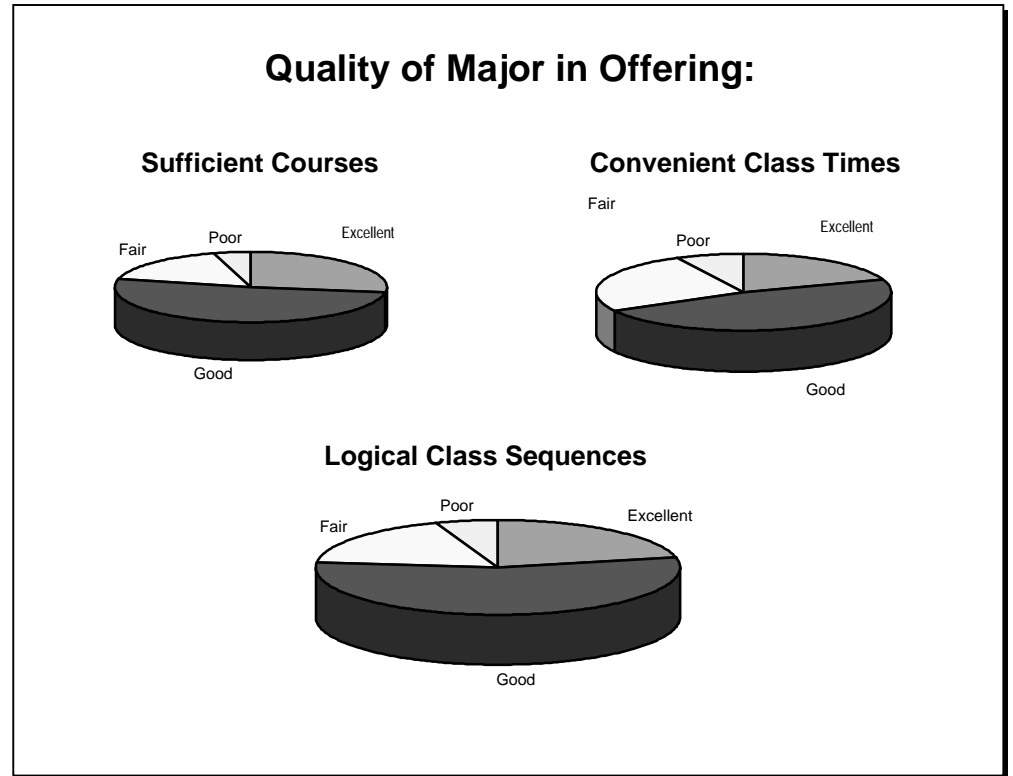 Quality of Major in Offering:
Sufficient Courses
Fair
Poor
Excellent
Good
Convenient Class Times
Fair
Poor
Excellent
Good
Logical Class Sequences
Fair
Poor
Excellent
Good